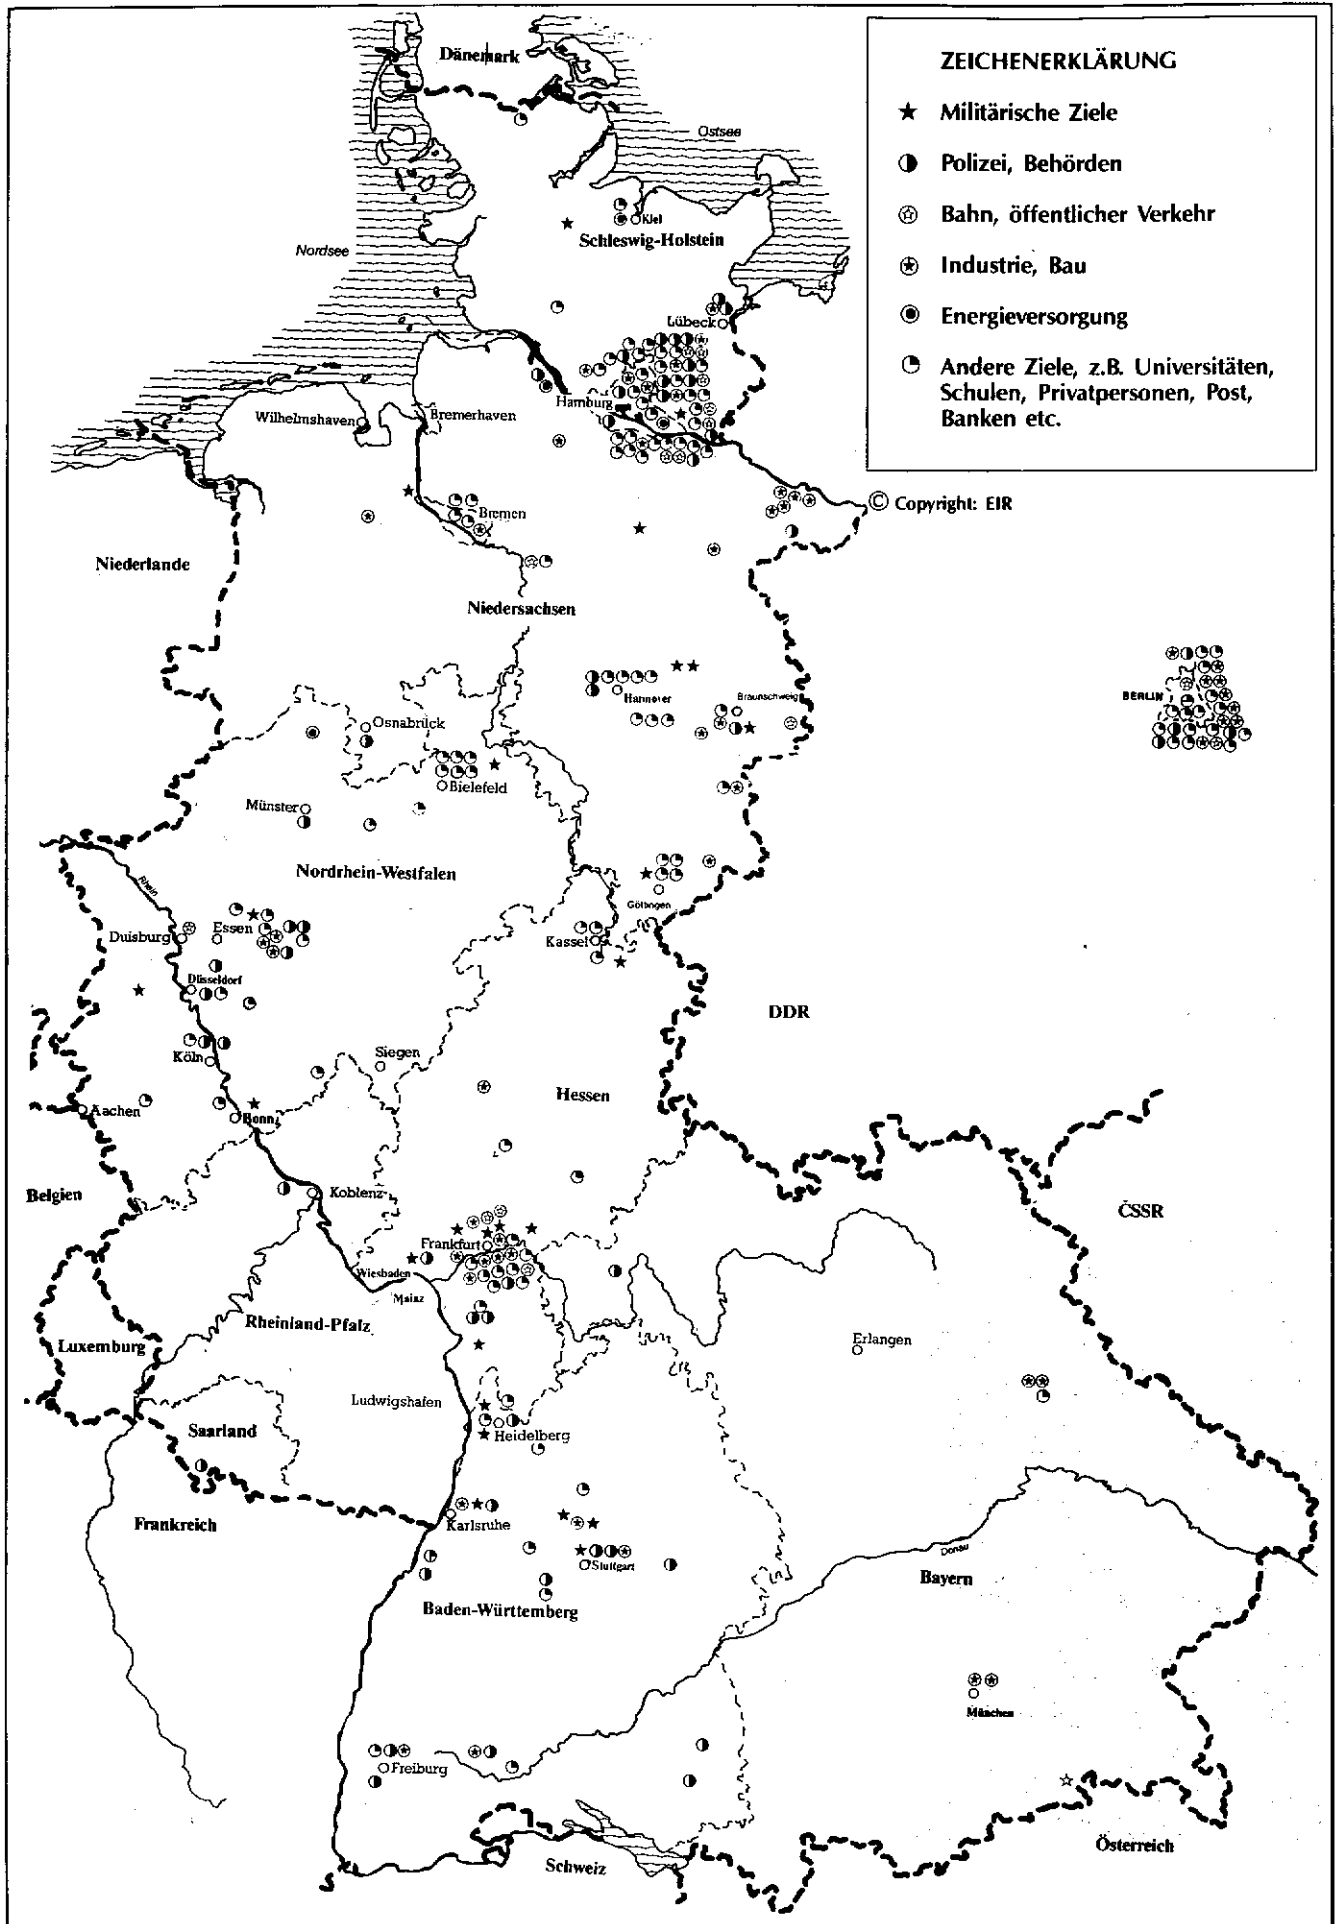 Dänemark
ZEICHENERKLÄRUNG
Militärische Ziele
Polizei, Behörden
Bahn, öffentlicher Verkehr
Industrie, Bau
Energieversorgung
Andere Ziele, z.B. Universitäten,
Schulen, Privatpersonen, Post,
Banken etc.
Ostsee
Kiel
Schleswig-Holstein
Nordsee
Lübeck
Hamburg
Wilhelmshaven
Bremerhaven
© Copyright: EIR
Bremen
Niederlande
Niedersachsen
Hannover
Braunschweig
BERLIN
Osnabrück
Bielefeld
Münster
Nordrhein-Westfalen
Rhein
Göttingen
Duisburg
Essen
Kassel
Düsseldorf
DDR
Köln
Siegen
Hessen
Aachen
Bonn
Belgien
Koblenz
ČSSR
Frankfurt
Wiesbaden
Mainz
Rheinland-Pfalz
Luxemburg
Erlangen
Ludwigshafen
Saarland
Heidelberg
Frankreich
Karlsruhe
Donau
Stuttgart
Bayern
Baden-Württemberg
München
Freiburg
Österreich
Schweiz